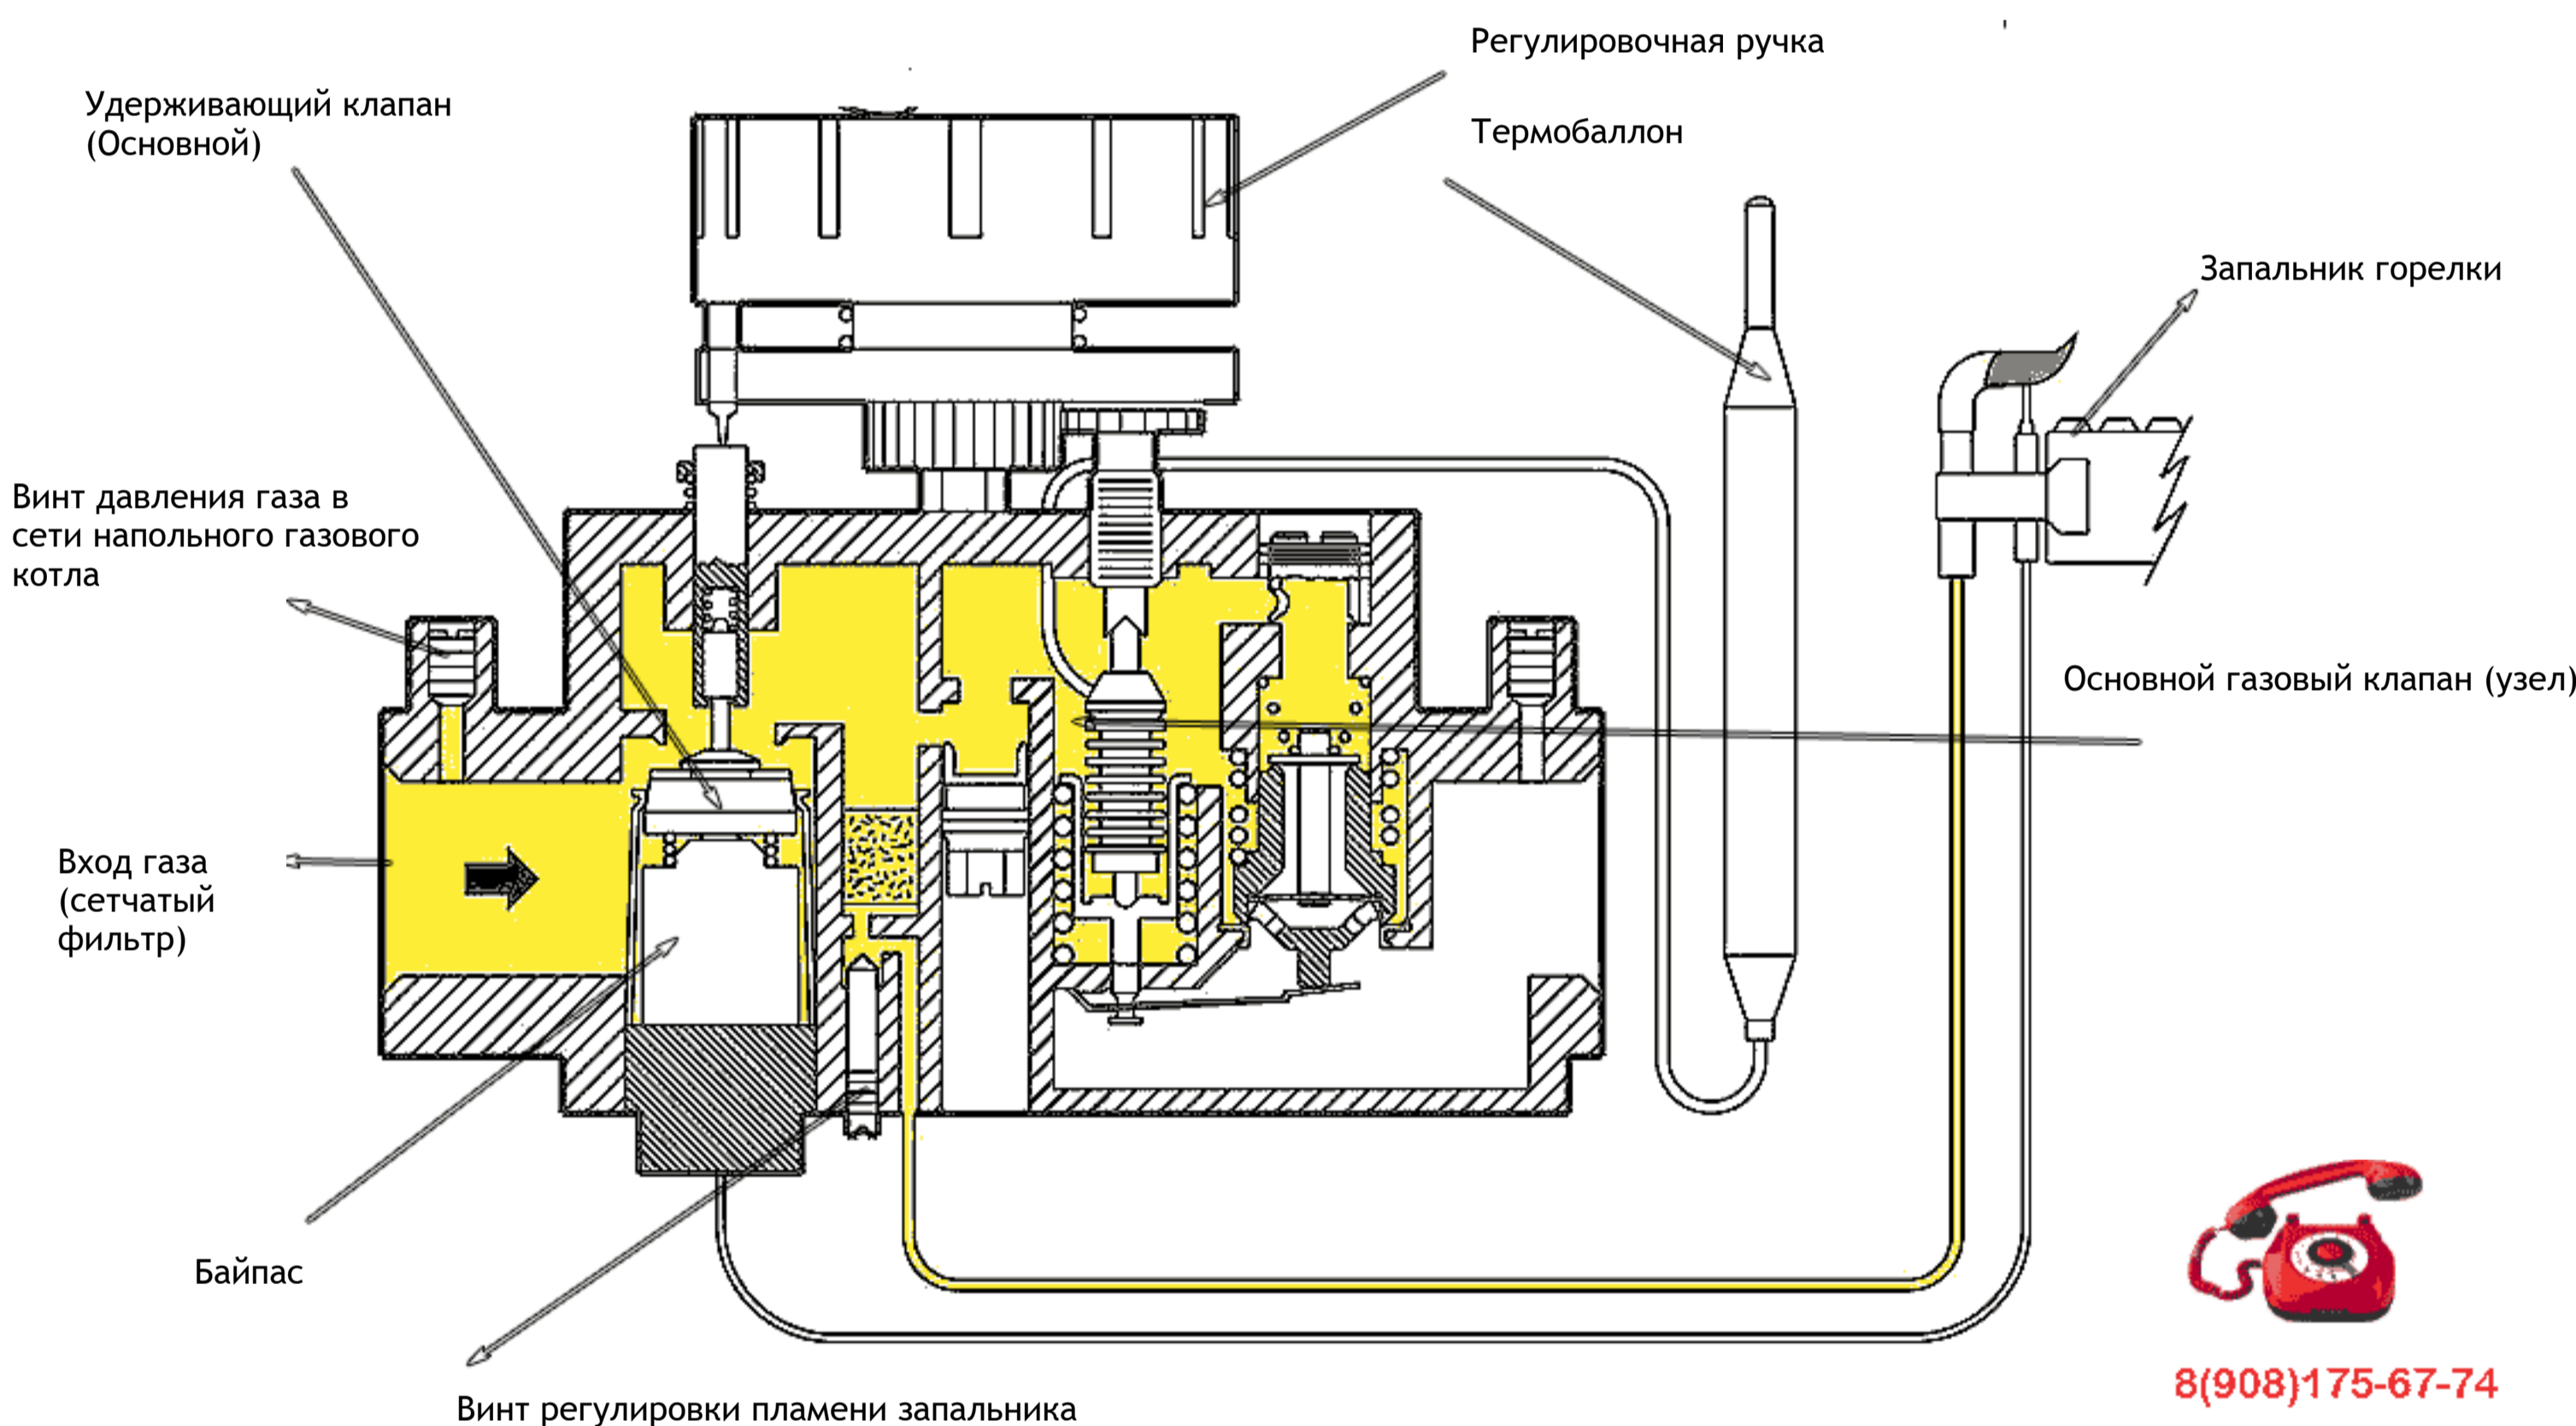 Регулировочная ручка
Удерживающий клапан
(Основной)
Термобаллон
Запальник горелки
Винт давления газа в
сети напольного газового
котла
Основной газовый клапан (узел)
Вход газа
(сетчатый
фильтр)
Байпас
8(908)175-67-74
Винт регулировки пламени запальника